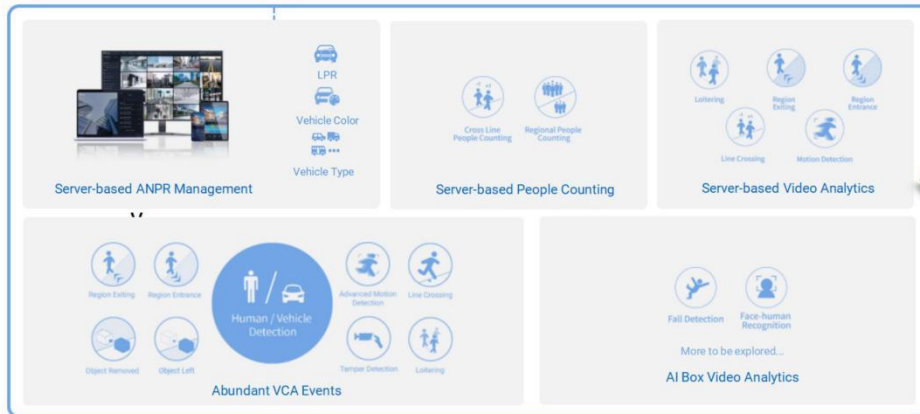 LPR
Vehicle Color
Vehicle Type
Server-based ANPR Management
Cross Line
People Counting
Regional People
Counting
Server-based People Counting
Loitering
Region
Exiting
Region
Entrance
Line Crossing
Motion Detection
Server-based Video Analytics
Region Exiting
Region Entrance
Human / Vehicle
Detection
Advanced Motion
Detection
Line Crossing
Object Removed
Object Left
Tamper Detection
Loitering
Abundant VCA Events
Fall Detection
Face-human
Recognition
More to be explored...
AI Box Video Analytics